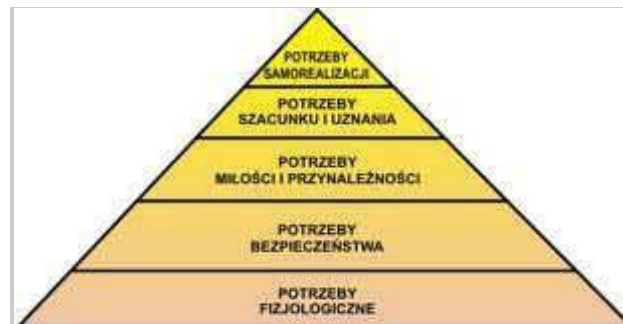 POTRZEBY
SAMOREALIZACJI
POTRZEBY
SZACUNKU I UZNANIA
POTRZEBY
MIŁOŚCI I PRZYNALEŻNOŚCI
POTRZEBY
BEZPIECZEŃSTWA
POTRZEBY
FIZJOLOGICZNE